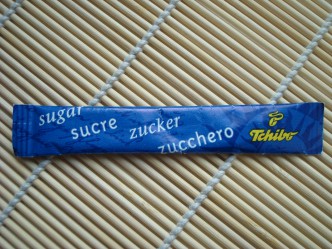 sugar
sucre
zucker
zucchero
Tchibo